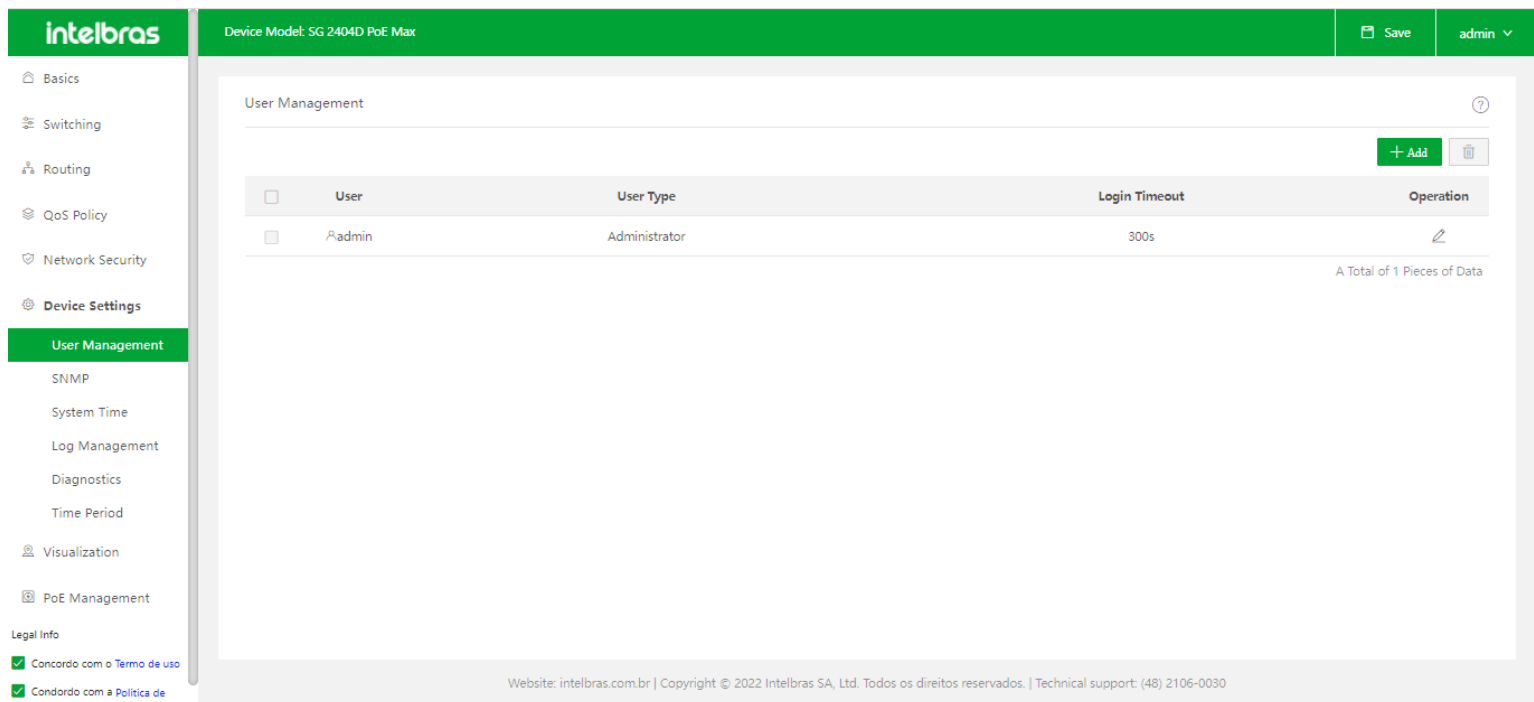 intelbras
Device Model: SG 2404D PoE Max
Save
admin
Basics
Switching
Routing
QoS Policy
Network Security
Device Settings
User Management
SNMP
System Time
Log Management
Diagnostics
Time Period
Visualization
PoE Management
Legal Info
Concordo com o Termo de uso
Condordo com a Politica de
User Management
?
+ Add
User User Type Login Timeout Operation
admin Administrator 300s
A Total of 1 Pieces of Data
Website: intelbras.com.br | Copyright © 2022 Intelbras SA, Ltd. Todos os direitos reservados. | Technical support: (48) 2106-0030